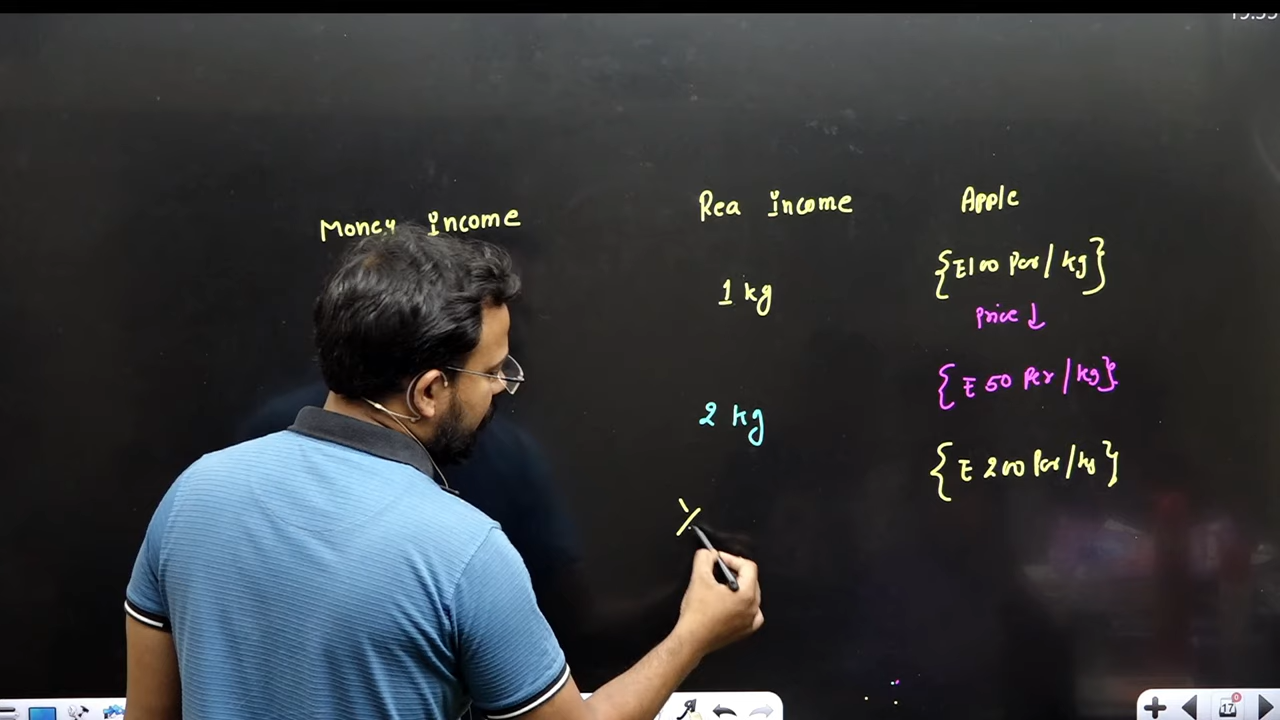 Money income Rea income Apple
1 kg {₹100 Per/kg}
Price ↓
{₹ 50 Per/kg}
2 kg
{₹ 200 Per/kg}
1/